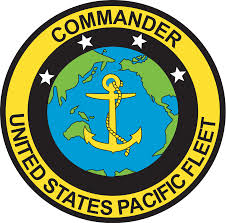 COMMANDER
UNITED STATES PACIFIC FLEET